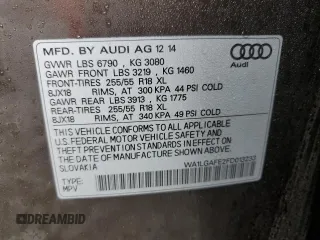 MFD. BY AUDI AG 12 14
GVWR LBS 6790 , KG 3080
GAWR FRONT LBS 3219 , KG 1460
FRONT-TIRES 255/55 R18 XL
8JX18 RIMS, AT 300 KPA 44 PSI COLD
GAWR REAR LBS 3913 , KG 1775
REAR-TIRES 255/55 R18 XL
8JX18 RIMS, AT 340 KPA 49 PSI COLD
THIS VEHICLE CONFORMS TO ALL APPLICABLE
U.S. FEDERAL MOTOR VEHICLE SAFETY, BUMPER,
AND THEFT PREVENTION STANDARDS IN EFFECT
ON THE DATE OF MANUFACTURE SHOWN ABOVE.
SLOVAKIA
TYPE:
MPV
Audi
DREAMBID